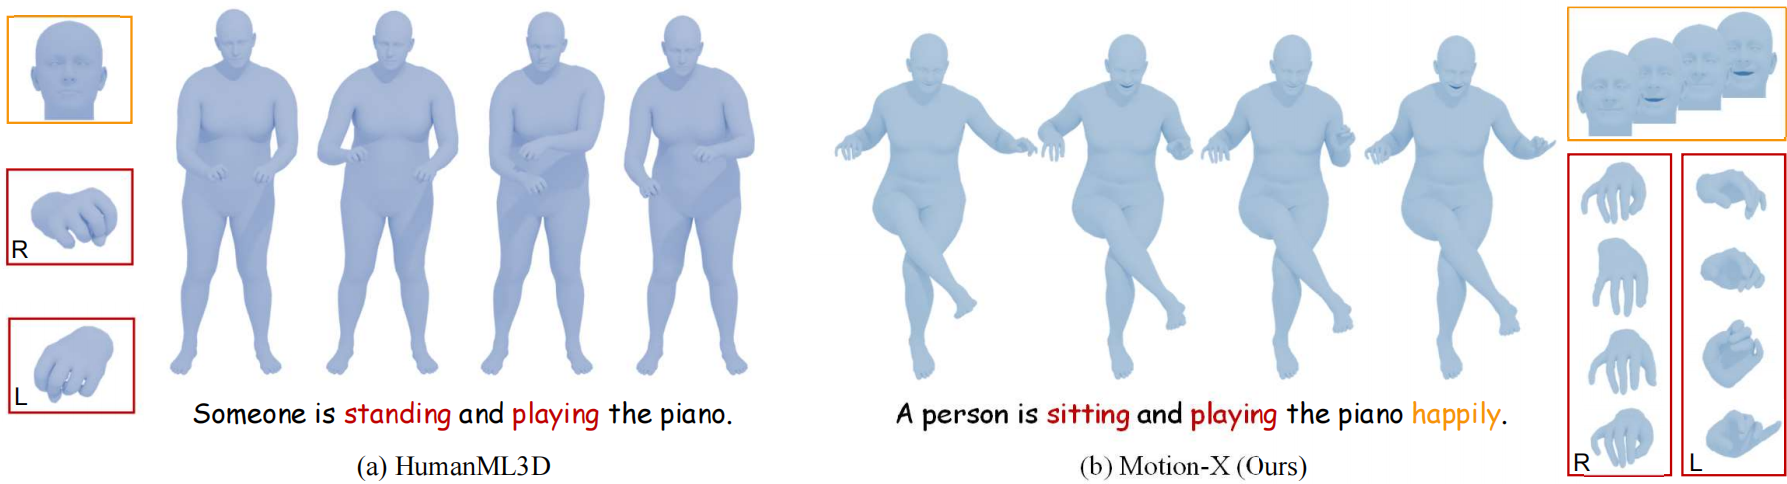 R
L
Someone is standing and playing the piano.
(a) HumanML3D
A person is sitting and playing the piano happily.
(b) Motion-X (Ours)
R
L